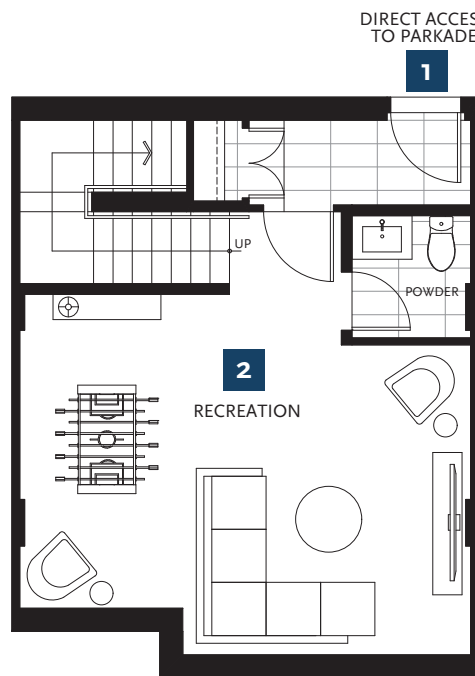 DIRECT ACCES
TO PARKADE
1
UP
POWDER
2
RECREATION